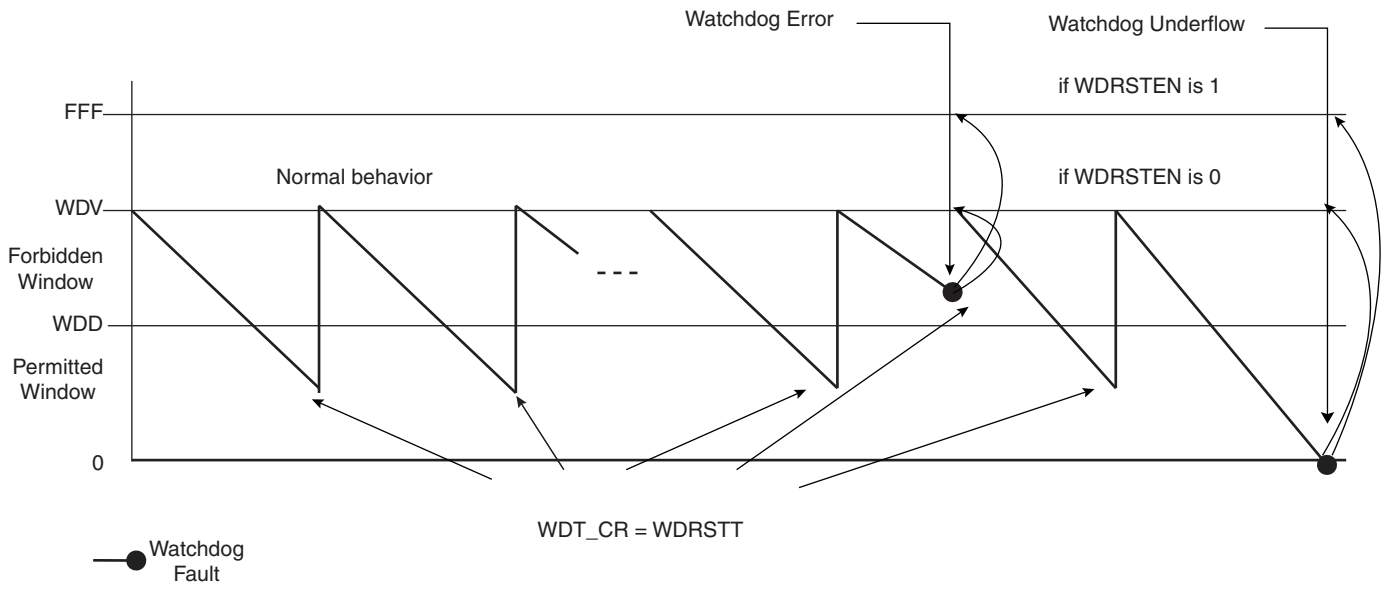 Watchdog Error
Watchdog Underflow
if WDRSTEN is 1
FFF
Normal behavior
if WDRSTEN is 0
WDV
Forbidden
Window
WDD
Permitted
Window
0
WDT_CR = WDRSTT
Watchdog
Fault